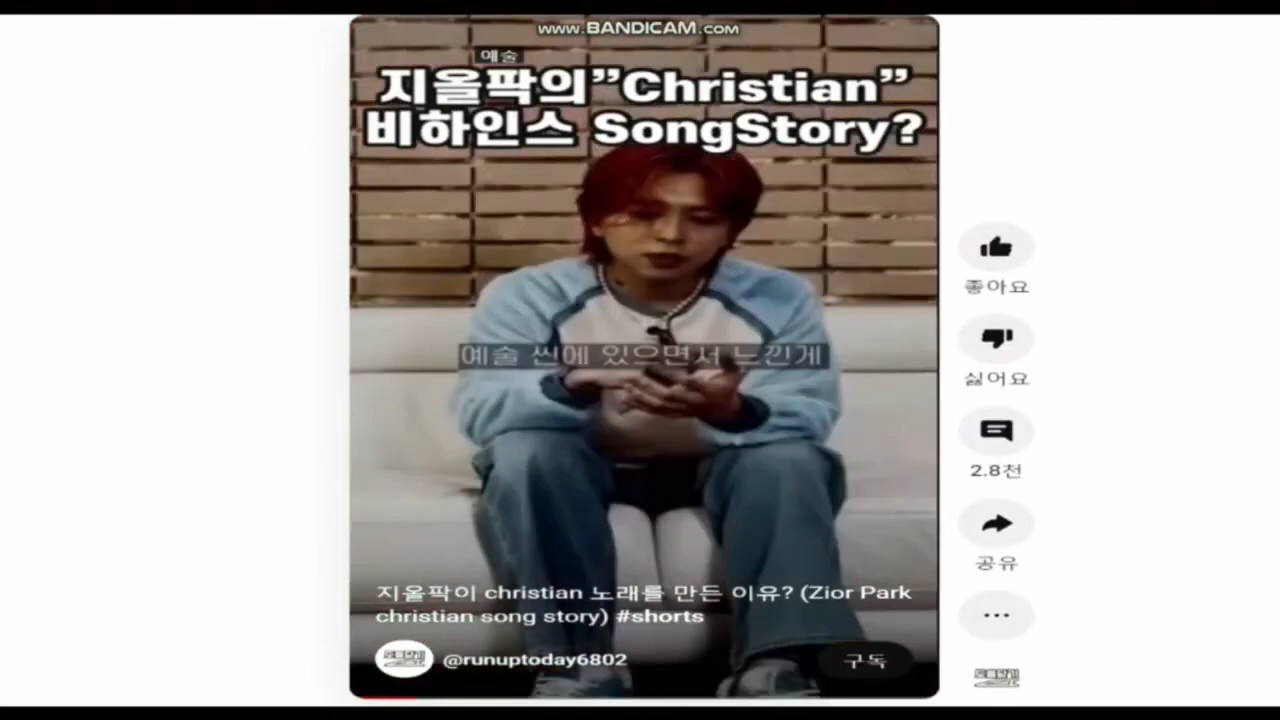 www.BANDICAM.com
예술
지올팍의”Christian”
비하인스 SongStory?
예술 씬에 있으면서 느낀게
지올팍이 christian 노래를 만든 이유? (Zior Park
christian song story) #shorts
@runuptoday6802
구독
좋아요
싫어요
2.8천
공유